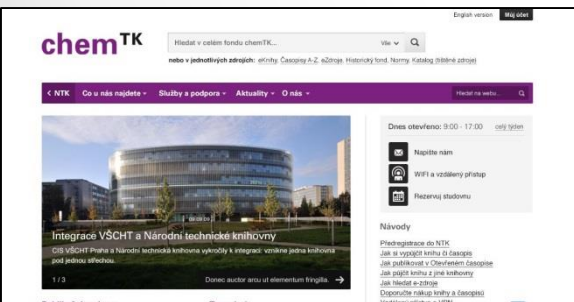 English version Můj účet
chemTK
Hledat v celém fondu chemTK... Vše
nebo v jednotlivých zdrojích: eKnihy, Časopisy A-Z, eZdroje, Historický fond, Normy, Katalog (tištěné zdroje)
< NTK Co u nás najdete Služby a podpora Aktuality O nás Hledat na webu...
Integrace VŠCHT a Národní technické knihovny
CIS VŠCHT Praha a Národní technická knihovna vykročily k integraci: vznikne jedna knihovna
pod jednou střechou.
1 / 3 Donec auctor arcu ut elementum fringilla. →
Dnes otevřeno: 9:00 - 17:00 celý týden
Napište nám
WIFI a vzdálený přístup
Rezervuj studovnu
Návody
Předregistrace do NTK
Jak si vypůjčit knihu či časopis
Jak publikovat v Otevřeném časopise
Jak půjčit knihu z jiné knihovny
Jak hledat e-zdroje
Doporučte nákup knihy a časopisů